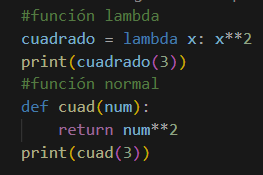 #función lambda
cuadrado = lambda x: x**2
print(cuadrado(3))
#función normal
def cuad(num):
    return num**2
print(cuad(3))